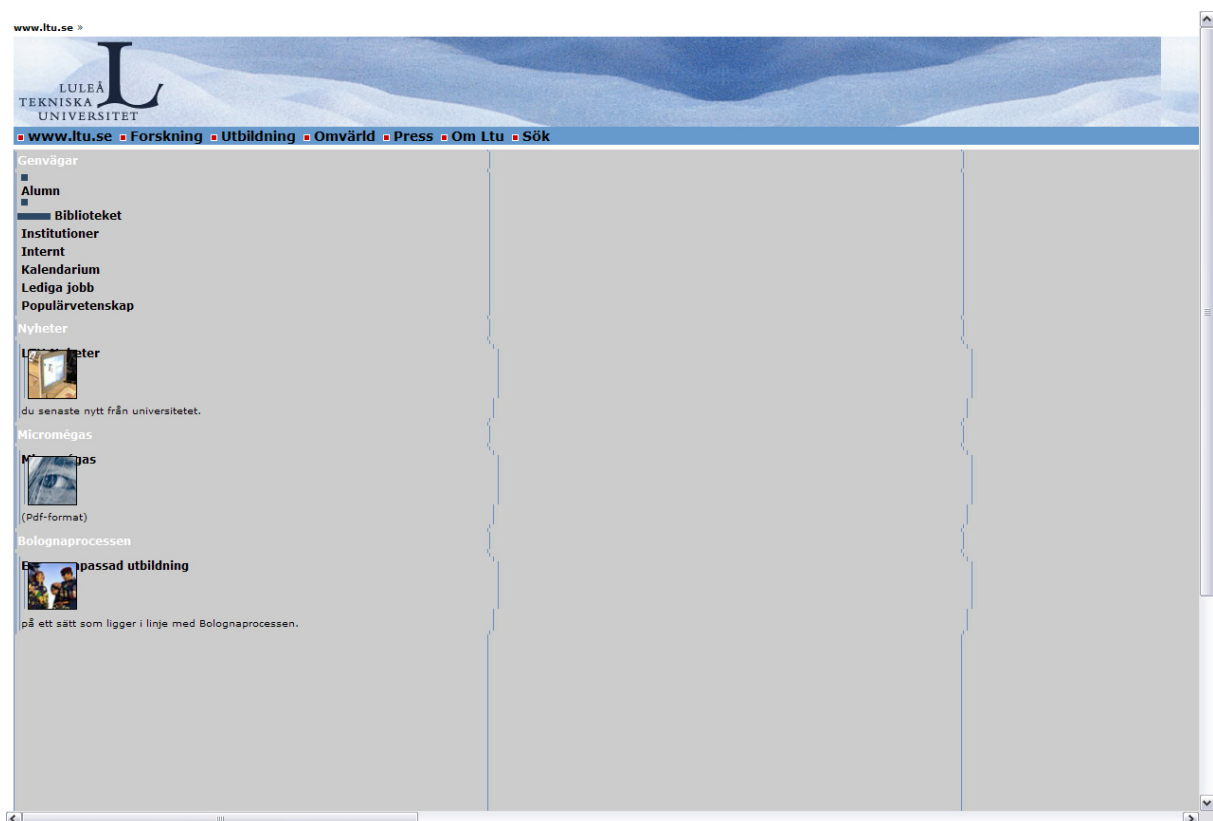 www.ltu.se »
LULEÅ
TEKNISKA
UNIVERSITET
www.ltu.se Forskning Utbildning Omvärld Press Om Ltu Sök
Genvägar
Alumn
Biblioteket
Institutioner
Internt
Kalendarium
Lediga jobb
Populärvetenskap
Nyheter
du senaste nytt från universitetet.
Micromégas
(Pdf-format)
Bolognaprocessen
utbildning
på ett sätt som ligger i linje med Bolognaprocessen.